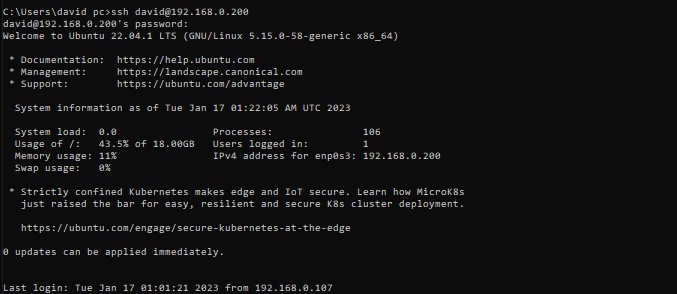 C:\Users\david pc>ssh david@192.168.0.200
david@192.168.0.200's password:
Welcome to Ubuntu 22.04.1 LTS (GNU/Linux 5.15.0-58-generic x86_64)
* Documentation:  https://help.ubuntu.com
* Management:     https://landscape.canonical.com
* Support:        https://ubuntu.com/advantage
System information as of Tue Jan 17 01:22:05 AM UTC 2023
System load:  0.0                Processes:               106
Usage of /:   43.5% of 18.00GB   Users logged in:         1
Memory usage: 11%                IPv4 address for enp0s3: 192.168.0.200
Swap usage:   0%
* Strictly confined Kubernetes makes edge and IoT secure. Learn how MicroK8s
just raised the bar for easy, resilient and secure K8s cluster deployment.
https://ubuntu.com/engage/secure-kubernetes-at-the-edge
0 updates can be applied immediately.
Last login: Tue Jan 17 01:01:21 2023 from 192.168.0.107